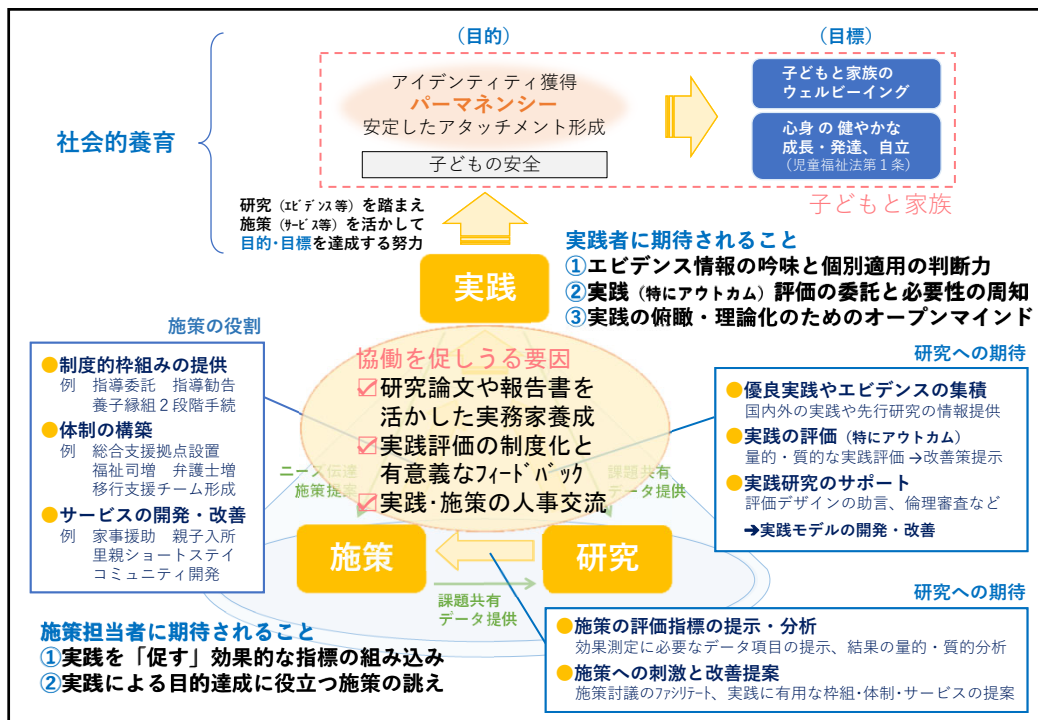 (目的)
(目標)
社会的養育
アイデンティティ獲得
パーマネンシー
安定したアタッチメント形成
子どもの安全
子どもと家族の
ウェルビーイング
心身 の 健やかな
成長・発達、自立
(児童福祉法第1条)
子どもと家族
研究 (ｴﾋﾞﾃﾞﾝｽ等) を踏まえ
施策 (ｻｰﾋﾞｽ等) を活かして
目的・目標を達成する努力
実践
実践者に期待されること
①エビデンス情報の吟味と個別適用の判断力
②実践 (特にアウトカム) 評価の委託と必要性の周知
③実践の俯瞰・理論化のためのオープンマインド
施策の役割
●制度的枠組みの提供
例 指導委託 指導勧告
養子縁組2段階手続
●体制の構築
例 総合支援拠点設置
福祉司増 弁護士増
移行支援チーム形成
●サービスの開発・改善
例 家事援助 親子入所
里親ショートステイ
コミュニティ開発
協働を促しうる要因
☑研究論文や報告書を
活かした実務家養成
☑実践評価の制度化と
有意義なﾌｨｰﾄﾞﾊﾞｯｸ
☑実践･施策の人事交流
ニーズ伝達
施策提案
課題共有
データ提供
施策
研究
課題共有
データ提供
研究への期待
●優良実践やエビデンスの集積
国内外の実践や先行研究の情報提供
●実践の評価 (特にアウトカム)
量的・質的な実践評価→改善策提示
●実践研究のサポート
評価デザインの助言、倫理審査など
➔実践モデルの開発・改善
研究への期待
●施策の評価指標の提示・分析
効果測定に必要なデータ項目の提示、結果の量的・質的分析
●施策への刺激と改善提案
施策討議のﾌｧｼﾘﾃｰﾄ、実践に有用な枠組･体制･サービスの提案
施策担当者に期待されること
①実践を「促す」効果的な指標の組み込み
②実践による目的達成に役立つ施策の誂え